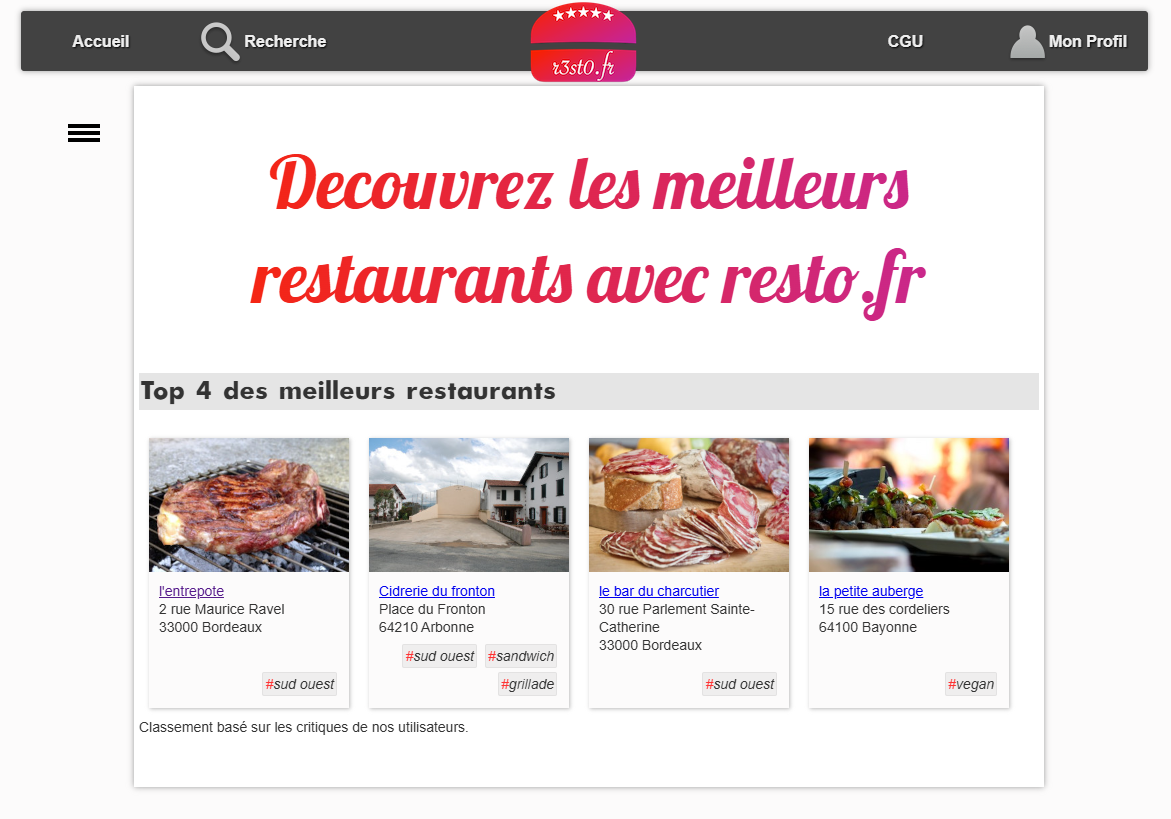 Accueil
Recherche
r3st0.fr
CGU
Mon Profil
Decouvrez les meilleurs
restaurants avec resto.fr
Top 4 des meilleurs restaurants
l'entrepote
2 rue Maurice Ravel
33000 Bordeaux
#sud ouest
Cidrerie du fronton
Place du Fronton
64210 Arbonne
#sud ouest #sandwich
#grillade
le bar du charcutier
30 rue Parlement Sainte-
Catherine
33000 Bordeaux
#sud ouest
la petite auberge
15 rue des cordeliers
64100 Bayonne
#vegan
Classement basé sur les critiques de nos utilisateurs.